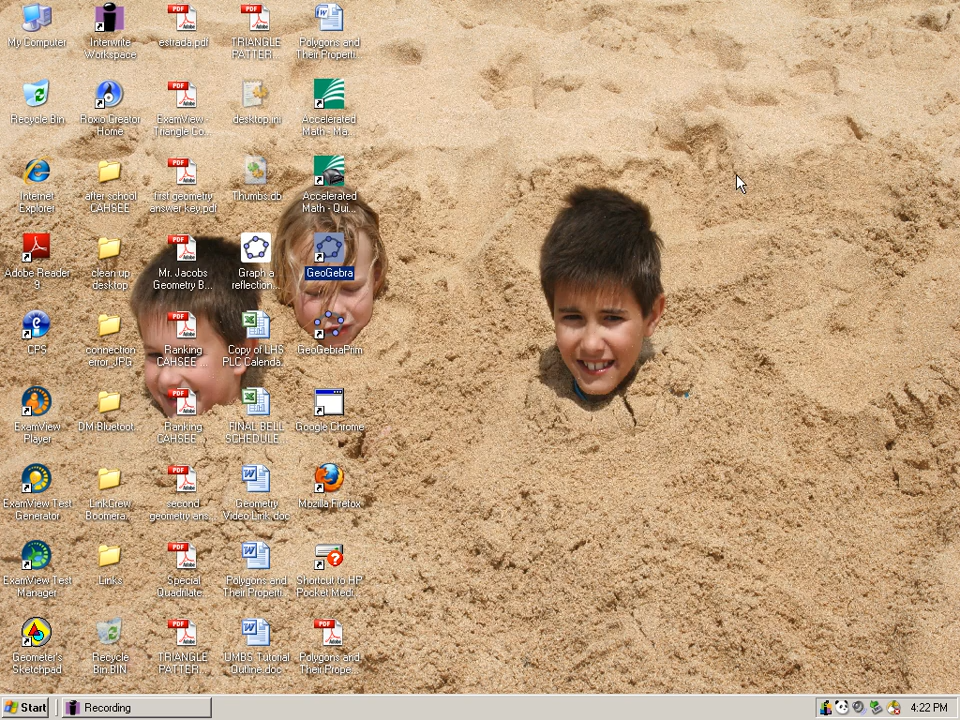 My Computer
Interwrite
Workspace
estrada.pdf
TRIANGLE
PATTER...
Polygons and
Their Properti...
Recycle Bin
Roxio Creator
Home
ExamView -
Triangle Co...
desktop.ini
Accelerated
Math - Ma...
Internet
Explorer
after school
CAHSEE
first geometry
answer key.pdf
Thumbs.db
Accelerated
Math - Qui...
Adobe Reader
9
clean up
desktop
Mr. Jacobs
Geometry B...
Graph a
reflection...
GeoGebra
CPS
connection
error.JPG
Ranking
CAHSEE ...
Copy of LHS
PLC Calenda...
GeoGebraPrim
ExamView
Player
DMiBluetoot...
Ranking
CAHSEE ...
FINAL BELL
SCHEDULE...
Google Chrome
ExamView Test
Generator
LinkCrew
Boomera...
second
geometry ans...
Geometry
Video Link.doc
Mozilla Firefox
ExamView Test
Manager
Links
Special
Quadrilate...
Polygons and
Their Properti...
Shortcut to HP
Pocket Medi...
Geometer's
Sketchpad
Recycle
Bin.BIN
TRIANGLE
PATTER...
UMBS Tutorial
Outline.doc
Polygons and
Their Prope...
Start
Recording
4:22 PM